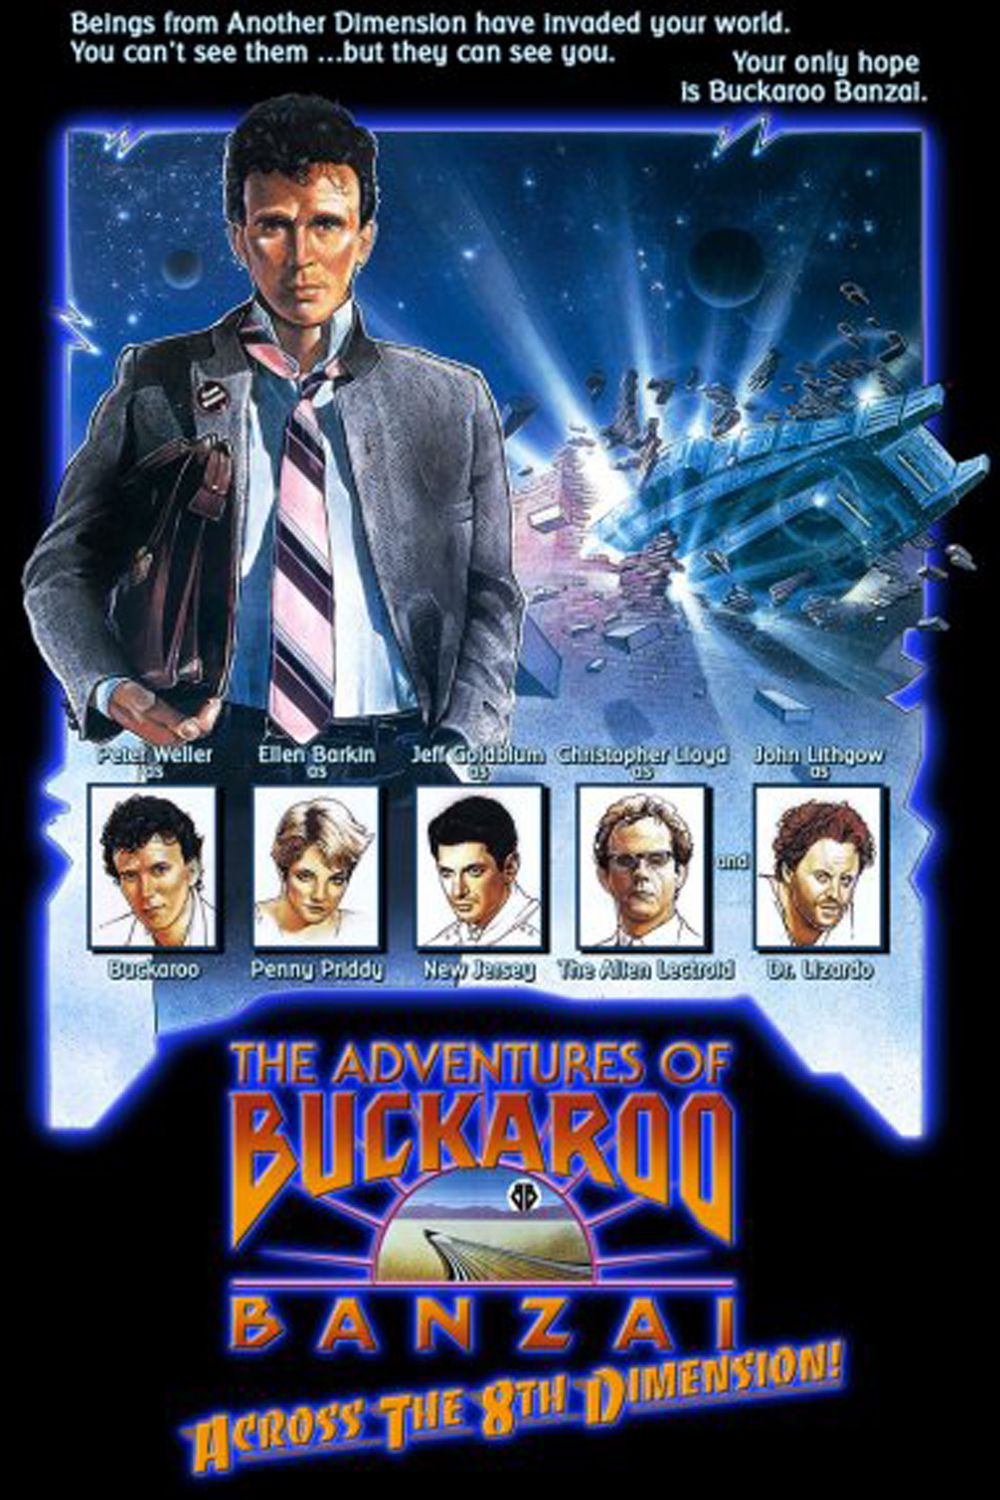 Beings from Another Dimension have invaded your world.
You can't see them ...but they can see you.
Your only hope
is Buckaroo Banzai.
Peter Weller
as
Buckaroo
Ellen Barkin
as
Penny Priddy
Jeff Goldblum
as
New Jersey
Christopher Lloyd
as
The Alien Lectroid
and
John Lithgow
as
Dr. Lizardo
THE ADVENTURES OF
BUCKAROO
BANZAI
ACROSS THE 8TH DIMENSION!